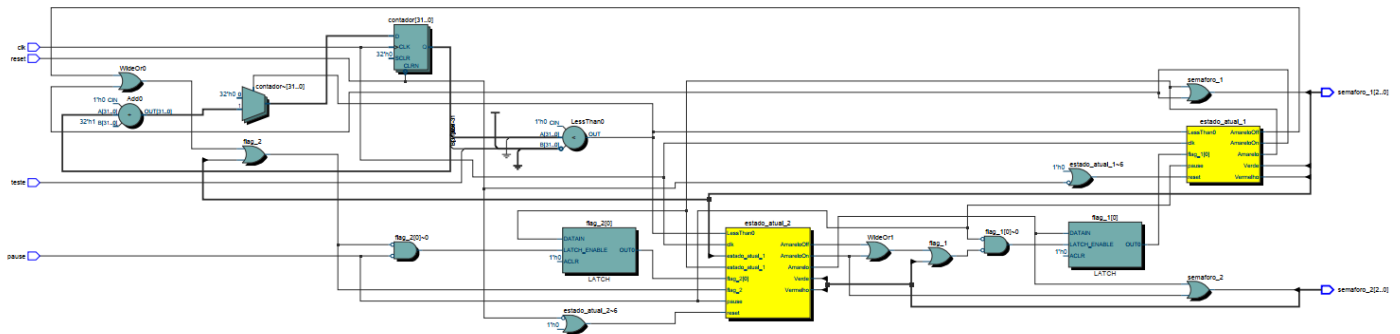 clk
reset
teste
pause
WideOr0
Add0
1'h0 CIN
A[31..0]
32'h1 B[31..0]
OUT[31..0]
contador~[31..0]
32'h0
contador[31..0]
D
CLK
SCLR
CLRN
Q
32'h0
flag_2
LessThan0
1'h0 CIN
A[31..0]
B[31..0]
OUT
flag_2[0]~0
flag_2[0]
DATAIN
LATCH_ENABLE
OUT0
1'h0
ACLR
LATCH
estado_atual_2~6
1'h0
estado_atual_2
LessThan0
clk
estado_atual_1
estado_atual_1
flag_2[0]
flag_2
pause
reset
AmareloOff
AmareloOn
Amarelo
Verde
Vermelho
WideOr1
flag_1
flag_1[0]~0
flag_1[0]
DATAIN
LATCH_ENABLE
OUT0
1'h0
ACLR
LATCH
estado_atual_1~6
1'h0
estado_atual_1
LessThan0
clk
flag_1[0]
pause
reset
AmareloOff
AmareloOn
Amarelo
Verde
Vermelho
semaforo_1
semaforo_1[2..0]
semaforo_2
semaforo_2[2..0]